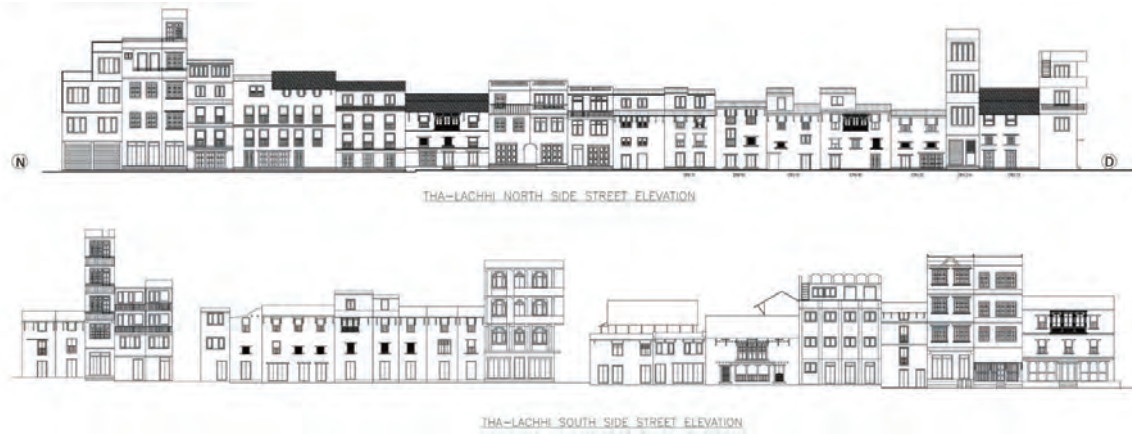 N
D
THA-LACHHI NORTH SIDE STREET ELEVATION
THA-LACHHI SOUTH SIDE STREET ELEVATION